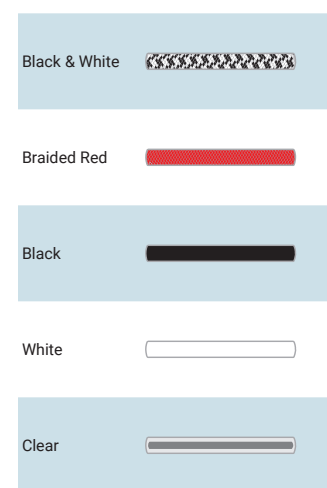 Black & White
Braided Red
Black
White
Clear